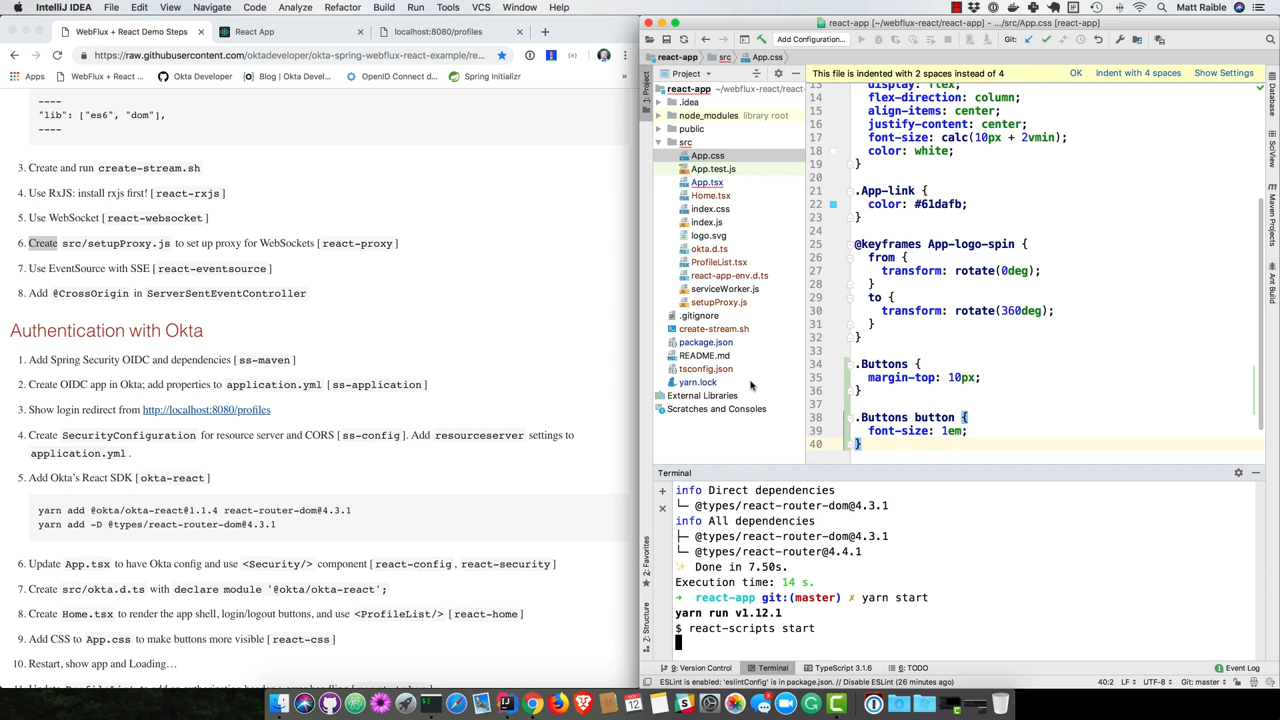 IntelliJ IDEA File Edit View Navigate Code Analyze Refactor Build Run Tools VCS Window Help
Matt Raible
WebFlux + React Demo Steps
React App
localhost:8080/profiles
https://raw.githubusercontent.com/oktadeveloper/okta-spring-webflux-react-example/re
Apps WebFlux + React ... Okta Developer Blog | Okta Develop... OpenID Connect d... Spring Initializr
----
"lib": ["es6", "dom"],
----
3. Create and run create-stream.sh
4. Use RxJS: install rxjs first! [react-rxjs]
5. Use WebSocket [react-websocket]
6. Create src/setupProxy.js to set up proxy for WebSockets [react-proxy]
7. Use EventSource with SSE [react-eventsource]
8. Add @CrossOrigin in ServerSentEventController
Authentication with Okta
1. Add Spring Security OIDC and dependencies [ss-maven]
2. Create OIDC app in Okta; add properties to application.yml [ss-application]
3. Show login redirect from http://localhost:8080/profiles
4. Create SecurityConfiguration for resource server and CORS [ss-config]. Add resourceserver settings to
application.yml.
5. Add Okta's React SDK [okta-react]
yarn add @okta/okta-react@1.1.4 react-router-dom@4.3.1
yarn add -D @types/react-router-dom@4.3.1
6. Update App.tsx to have Okta config and use <Security/> component [react-config, react-security]
7. Create src/okta.d.ts with declare module '@okta/okta-react';
8. Create Home.tsx to render the app shell, login/logout buttons, and use <ProfileList/> [react-home]
9. Add CSS to App.css to make buttons more visible [react-css]
10. Restart, show app and Loading…
react-app [~/webflux-react/react-app] - .../src/App.css [react-app]
Add Configuration...
Git:
react-app src App.css
Project
This file is indented with 2 spaces instead of 4
OK Indent with 4 spaces Show Settings
1: Project
react-app ~/webflux-react/react-
.idea
node_modules library root
public
src
App.css
App.test.js
App.tsx
Home.tsx
index.css
index.js
logo.svg
okta.d.ts
ProfileList.tsx
react-app-env.d.ts
serviceWorker.js
setupProxy.js
.gitignore
create-stream.sh
package.json
README.md
tsconfig.json
yarn.lock
External Libraries
Scratches and Consoles
13 display: flex;
14 flex-direction: column;
15 align-items: center;
16 justify-content: center;
17 font-size: calc(10px + 2vmin);
18 color: white;
19 }
20
21 .App-link {
22 color: #61dafb;
23 }
24
25 @keyframes App-logo-spin {
26 from {
27 transform: rotate(0deg);
28 }
29 to {
30 transform: rotate(360deg);
31 }
32 }
33
34 .Buttons {
35 margin-top: 10px;
36 }
37
38 .Buttons button {
39 font-size: 1em;
40 }
Database
SciView
Maven Projects
Ant Build
Terminal
info Direct dependencies
└─ @types/react-router-dom@4.3.1
info All dependencies
├─ @types/react-router-dom@4.3.1
└─ @types/react-router@4.4.1
✨ Done in 7.50s.
Execution time: 14 s.
➜ react-app git:(master) ✗ yarn start
yarn run v1.12.1
$ react-scripts start
2: Favorites
7: Structure
9: Version Control Terminal TypeScript 3.1.6 6: TODO
Event Log
ESLint is enabled: 'eslintConfig' is in package.json. // Disable ESLint (26 minutes ago)
40:2 LF÷ UTF-8÷ Git: master÷